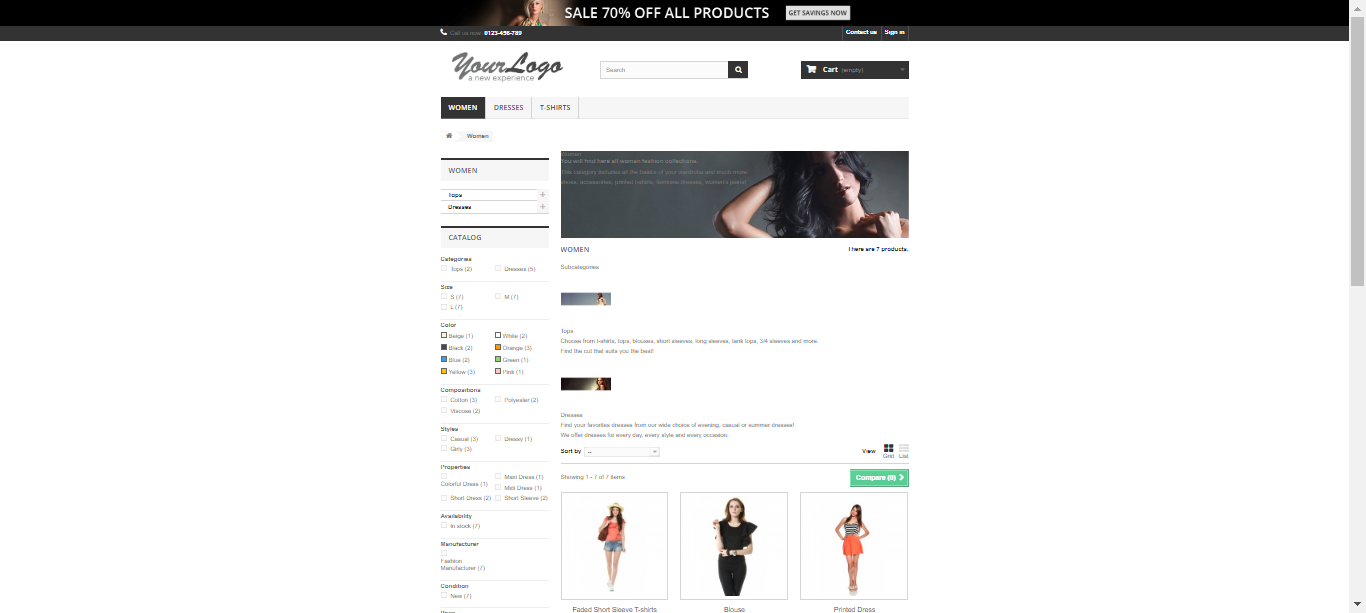 SALE 70% OFF ALL PRODUCTS GET SAVINGS NOW
Call us now: 0123-456-789 Contact us Sign in
YourLogo
a new experience
Search
Cart (empty)
WOMEN DRESSES T-SHIRTS
Women
WOMEN
Tops
Dresses
CATALOG
Categories
Tops (2) Dresses (5)
Size
S (7) M (7)
L (7)
Color
Beige (1) White (2)
Black (2) Orange (3)
Blue (2) Green (1)
Yellow (3) Pink (1)
Compositions
Cotton (3) Polyester (2)
Viscose (2)
Styles
Casual (3) Dressy (1)
Girly (3)
Properties
Colorful Dress (1) Maxi Dress (1)
Midi Dress (1)
Short Dress (2) Short Sleeve (2)
Availability
In stock (7)
Manufacturer
Fashion
Manufacturer (7)
Condition
New (7)
Women
You will find here all woman fashion collections.
This category includes all the basics of your wardrobe and much more:
shoes, accessories, printed t-shirts, feminine dresses, women's jeans!
WOMEN There are 7 products.
Subcategories
Tops
Choose from t-shirts, tops, blouses, short sleeves, long sleeves, tank tops, 3/4 sleeves and more.
Find the cut that suits you the best!
Dresses
Find your favorites dresses from our wide choice of evening, casual or summer dresses!
We offer dresses for every day, every style and every occasion.
Sort by -- View Grid List
Showing 1 - 7 of 7 items Compare (0)
Faded Short Sleeve T-shirts Blouse Printed Dress